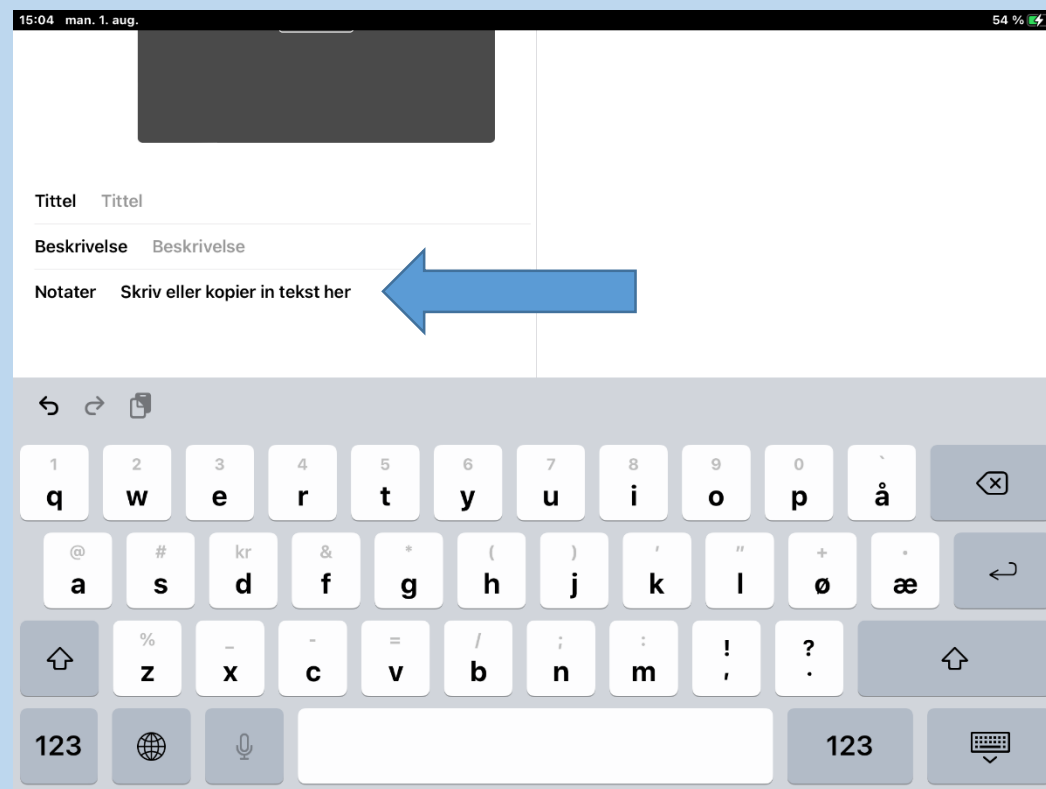 15:04 man. 1. aug. 54 %
Tittel Tittel
Beskrivelse Beskrivelse
Notater Skriv eller kopier in tekst her
1 2 3 4 5 6 7 8 9 0 `
q w e r t y u i o p å
@ # kr & * ( ) ' " + ·
a s d f g h j k l ø æ
% _ - = / ; : ! ?
z x c v b n m , .
123 123